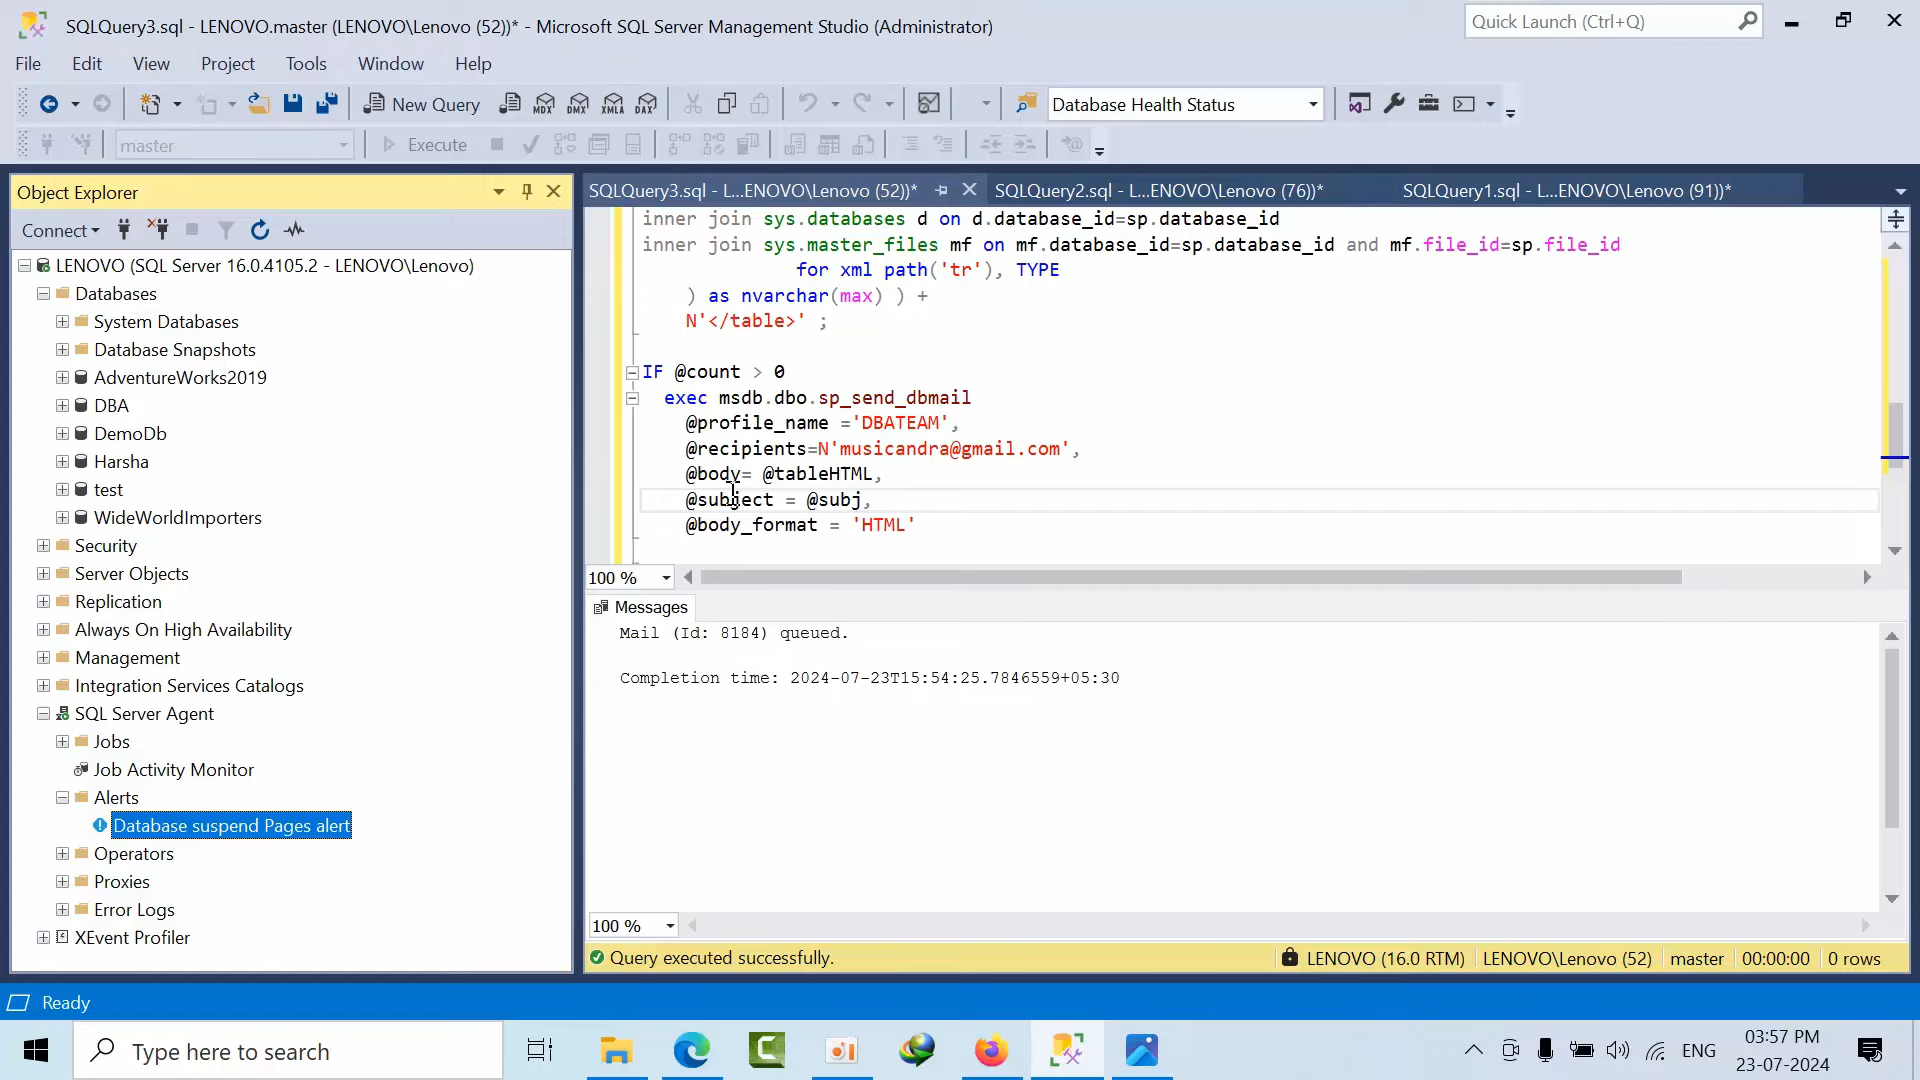 SQLQuery3.sql - LENOVO.master (LENOVO\Lenovo (52))* - Microsoft SQL Server Management Studio (Administrator)
Quick Launch (Ctrl+Q)
File Edit View Project Tools Window Help
New Query MDX DMX XMLA DAX Database Health Status
master Execute
Object Explorer
SQLQuery3.sql - L...ENOVO\Lenovo (52))* SQLQuery2.sql - L...ENOVO\Lenovo (76))* SQLQuery1.sql - L...ENOVO\Lenovo (91))*
Connect
LENOVO (SQL Server 16.0.4105.2 - LENOVO\Lenovo)
Databases
System Databases
Database Snapshots
AdventureWorks2019
DBA
DemoDb
Harsha
test
WideWorldImporters
Security
Server Objects
Replication
Always On High Availability
Management
Integration Services Catalogs
SQL Server Agent
Jobs
Job Activity Monitor
Alerts
Database suspend Pages alert
Operators
Proxies
Error Logs
XEvent Profiler
inner join sys.databases d on d.database_id=sp.database_id
inner join sys.master_files mf on mf.database_id=sp.database_id and mf.file_id=sp.file_id
for xml path('tr'), TYPE
) as nvarchar(max) ) +
N'</table>' ;
IF @count > 0
exec msdb.dbo.sp_send_dbmail
@profile_name ='DBATEAM',
@recipients=N'musicandra@gmail.com',
@body= @tableHTML,
@subject = @subj,
@body_format = 'HTML'
100 %
Messages
Mail (Id: 8184) queued.
Completion time: 2024-07-23T15:54:25.7846559+05:30
100 %
Query executed successfully. LENOVO (16.0 RTM) LENOVO\Lenovo (52) master 00:00:00 0 rows
Ready
Type here to search
ENG
03:57 PM
23-07-2024